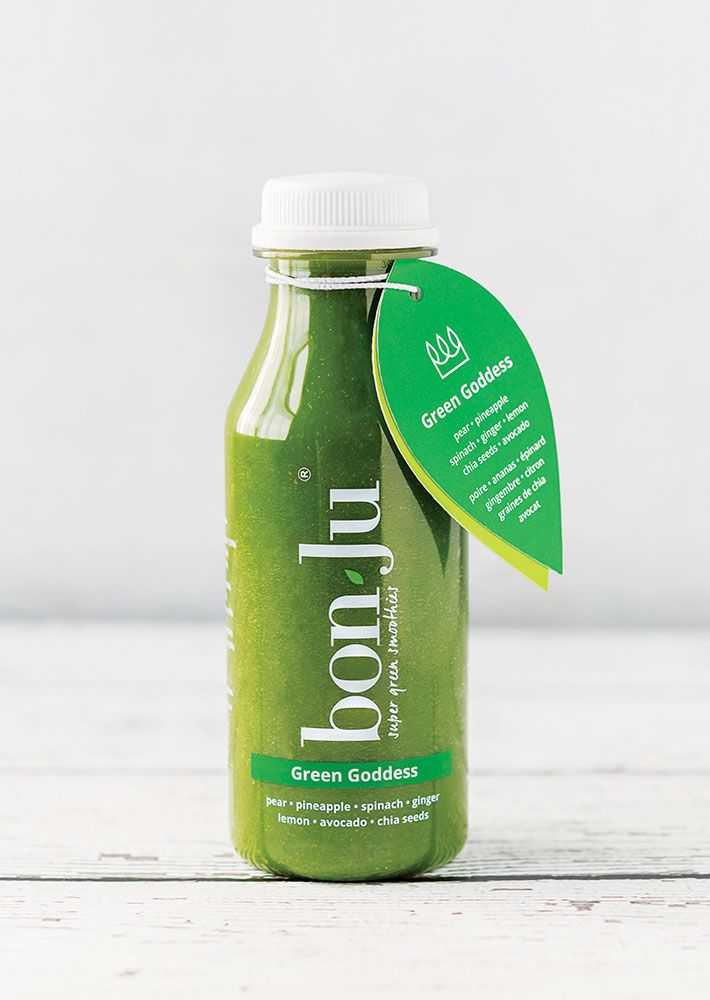 Green Goddess
pear • pineapple
spinach • ginger • lemon
chia seeds • avocado
poire • ananas • épinard
gingembre • citron
graines de chia
avocat
bon•Ju®
super green smoothies
Green Goddess
pear • pineapple • spinach • ginger
lemon • avocado • chia seeds